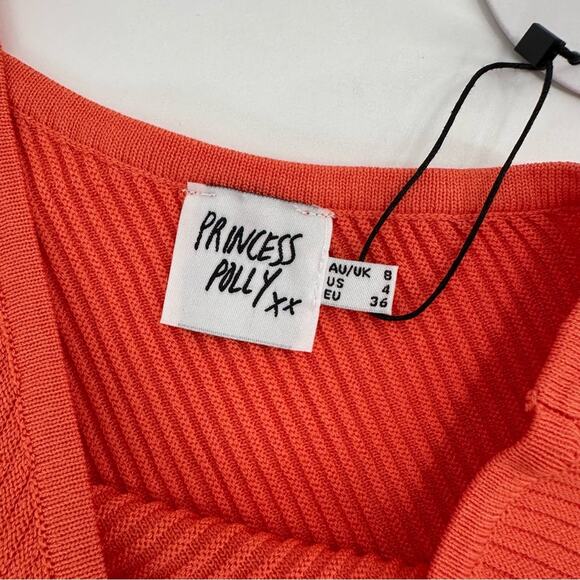 PRINCESS
POLLY xx
AU/UK 8
US 4
EU 36